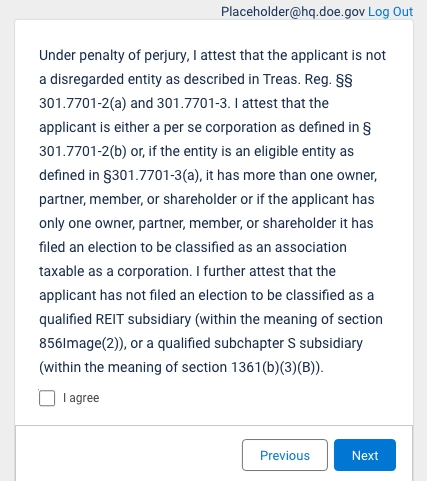 Placeholder@hq.doe.gov Log Out
Under penalty of perjury, I attest that the applicant is not
a disregarded entity as described in Treas. Reg. §§
301.7701-2(a) and 301.7701-3. I attest that the
applicant is either a per se corporation as defined in §
301.7701-2(b) or, if the entity is an eligible entity as
defined in §301.7701-3(a), it has more than one owner,
partner, member, or shareholder or if the applicant has
only one owner, partner, member, or shareholder it has
filed an election to be classified as an association
taxable as a corporation. I further attest that the
applicant has not filed an election to be classified as a
qualified REIT subsidiary (within the meaning of section
856Image(2)), or a qualified subchapter S subsidiary
(within the meaning of section 1361(b)(3)(B)).
I agree
Previous Next